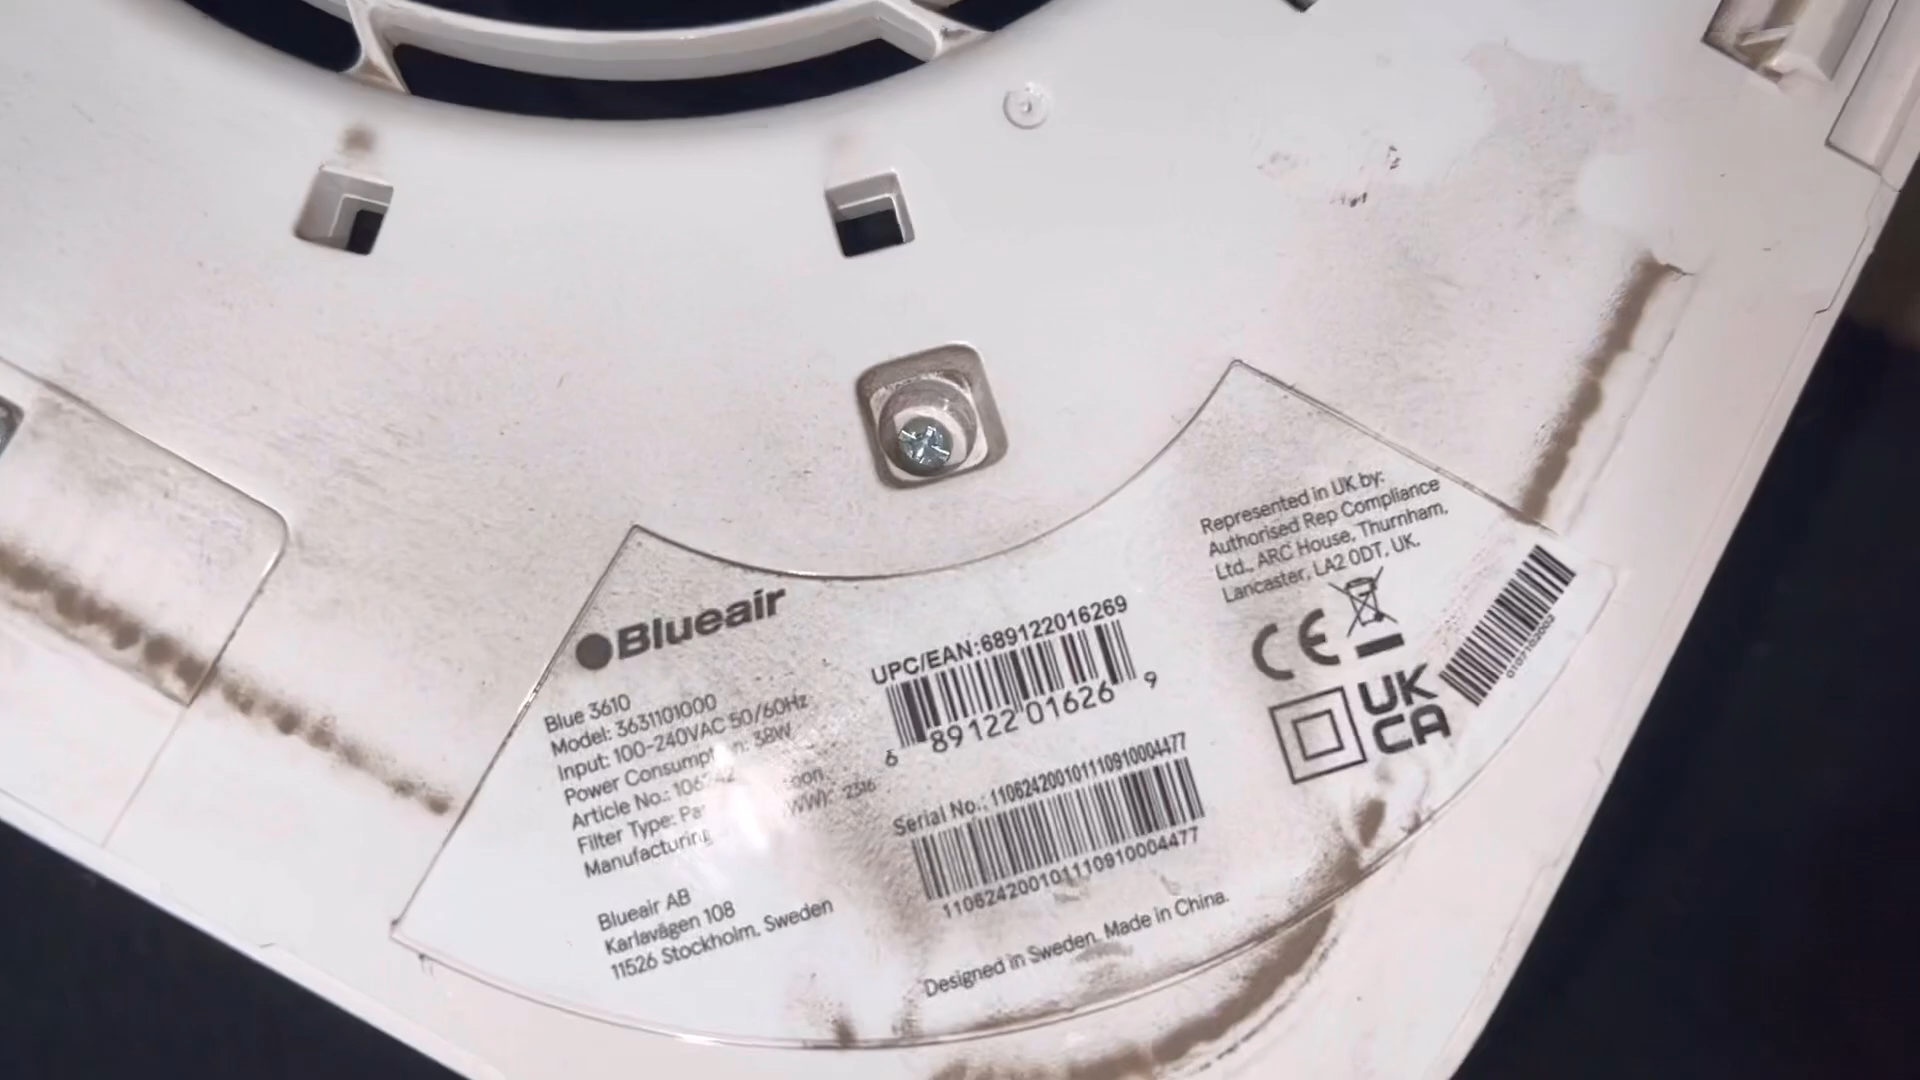 Blueair
Blue 3610
Model: 3631101000
Input: 100-240VAC 50/60Hz
Power 38W
Article No.:
Filter Type:
Manufacturing 2316
Blueair AB
Karlavägen 108
11526 Stockholm, Sweden
UPC/EAN:689122016269
6 89122 01626 9
Serial No.: 110624200101110910004477
110624200101110910004477
Designed in Sweden. Made in China.
Represented in UK by:
Authorised Rep Compliance
Ltd., ARC House, Thurnham,
Lancaster, LA2 0DT, UK.
CE
UK
CA